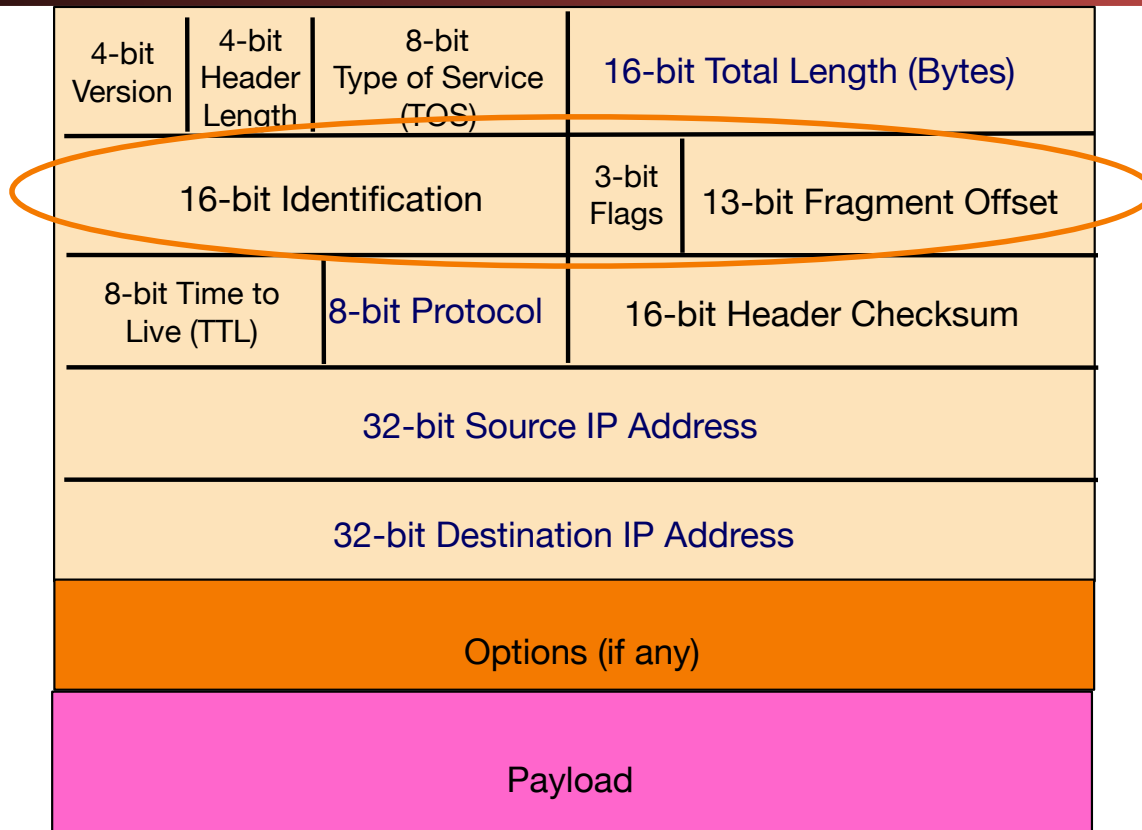 4-bit
Version
4-bit
Header
Length
8-bit
Type of Service
(TOS)
16-bit Total Length (Bytes)
16-bit Identification
3-bit
Flags
13-bit Fragment Offset
8-bit Time to
Live (TTL)
8-bit Protocol
16-bit Header Checksum
32-bit Source IP Address
32-bit Destination IP Address
Options (if any)
Payload